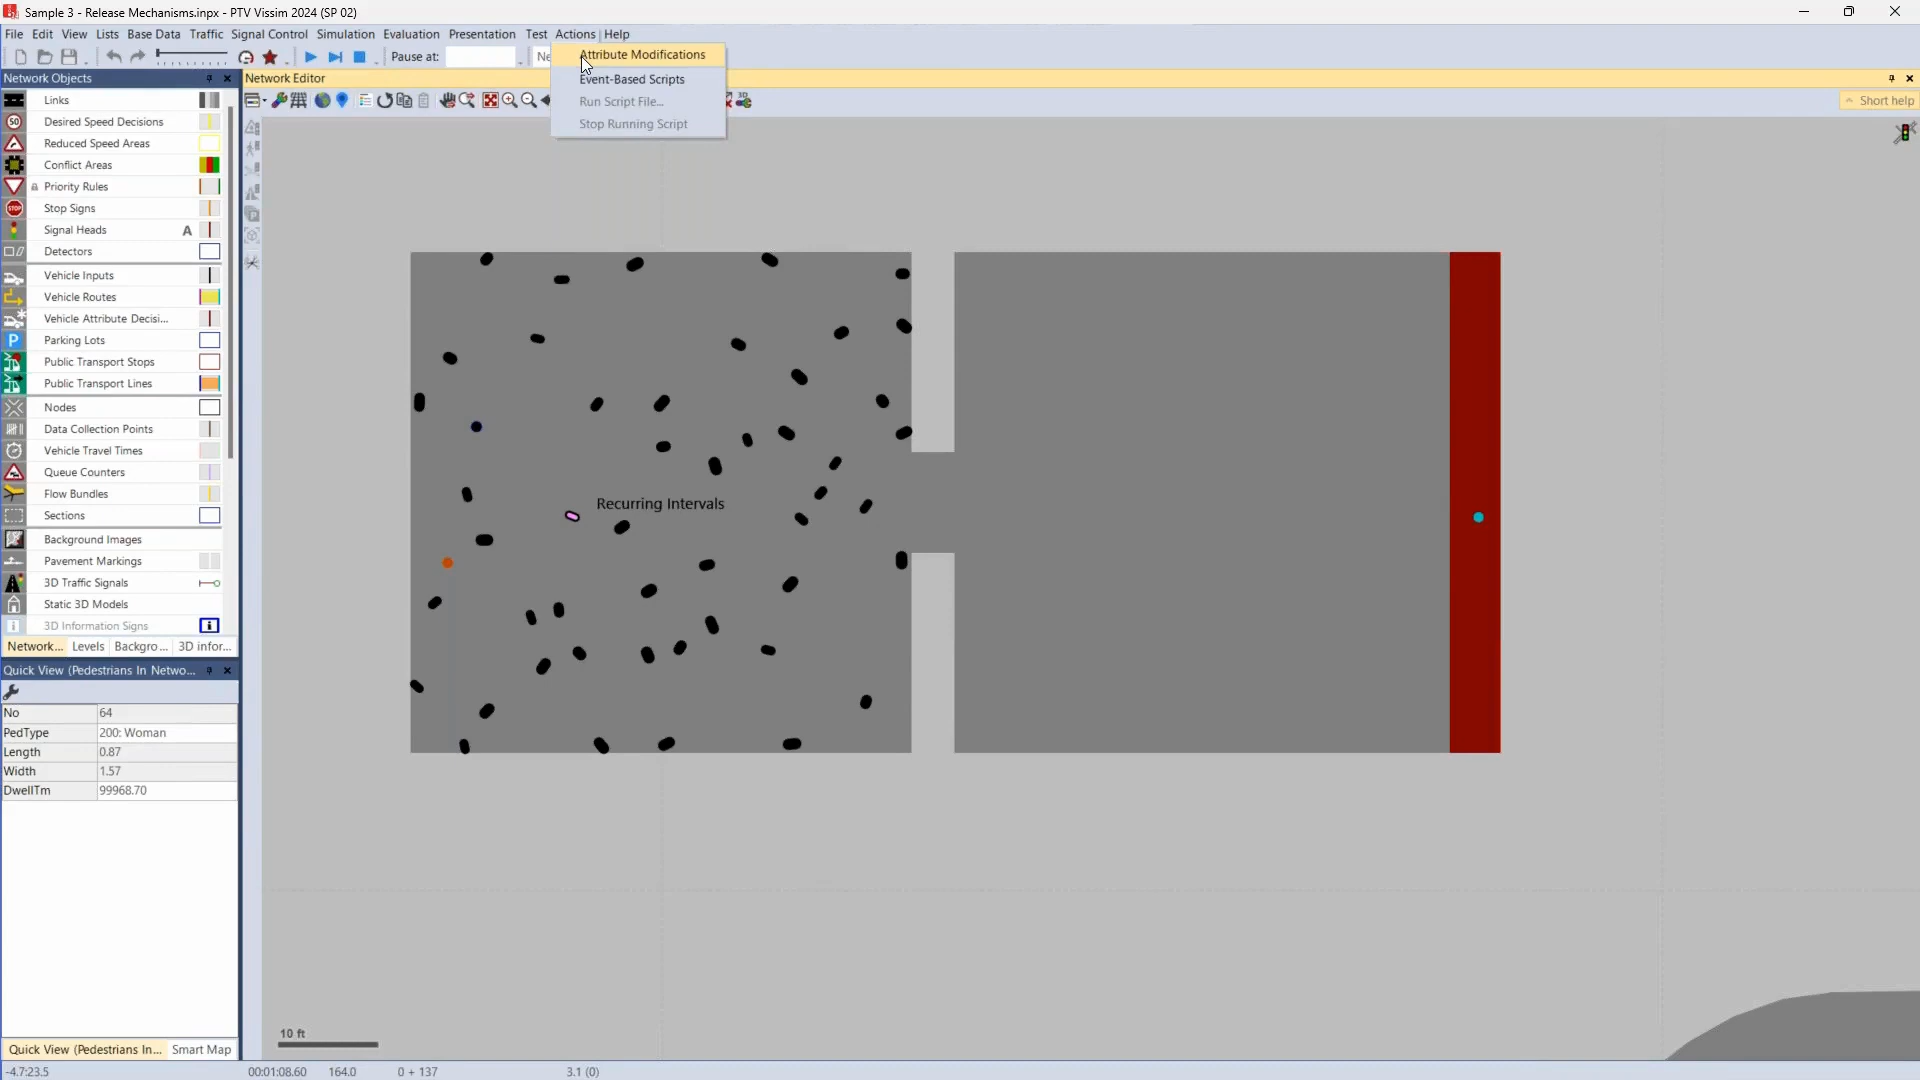 Sample 3 - Release Mechanisms.inpx - PTV Vissim 2024 (SP 02)
File Edit View Lists Base Data Traffic Signal Control Simulation Evaluation Presentation Test Actions Help
Pause at:
Attribute Modifications
Event-Based Scripts
Run Script File...
Stop Running Script
Network Objects
Network Editor
Short help
Links
50 Desired Speed Decisions
Reduced Speed Areas
Conflict Areas
Priority Rules
STOP Stop Signs
Signal Heads A
Detectors
Vehicle Inputs
Vehicle Routes
Vehicle Attribute Decisi...
P Parking Lots
Public Transport Stops
Public Transport Lines
Nodes
Data Collection Points
Vehicle Travel Times
Queue Counters
Flow Bundles
Sections
Background Images
Pavement Markings
3D Traffic Signals
Static 3D Models
i 3D Information Signs i
Network... Levels Backgro... 3D infor...
Recurring Intervals
Quick View (Pedestrians In Netwo...
No 64
PedType 200: Woman
Length 0.87
Width 1.57
DwellTm 99968.70
10 ft
Quick View (Pedestrians In... Smart Map
-4.7:23.5 00:01:08.60 164.0 0 + 137 3.1 (0)